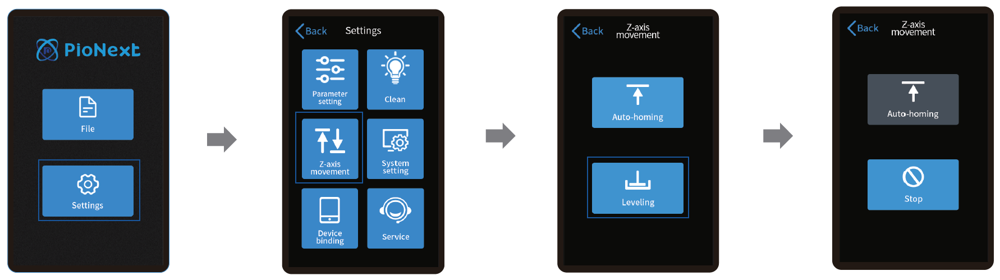 PioNext
File
Settings
Back
Settings
Parameter
setting
Clean
Z-axis
movement
System
setting
Device
binding
Service
Back
Z-axis
movement
Auto-homing
Leveling
Back
Z-axis
movement
Auto-homing
Stop